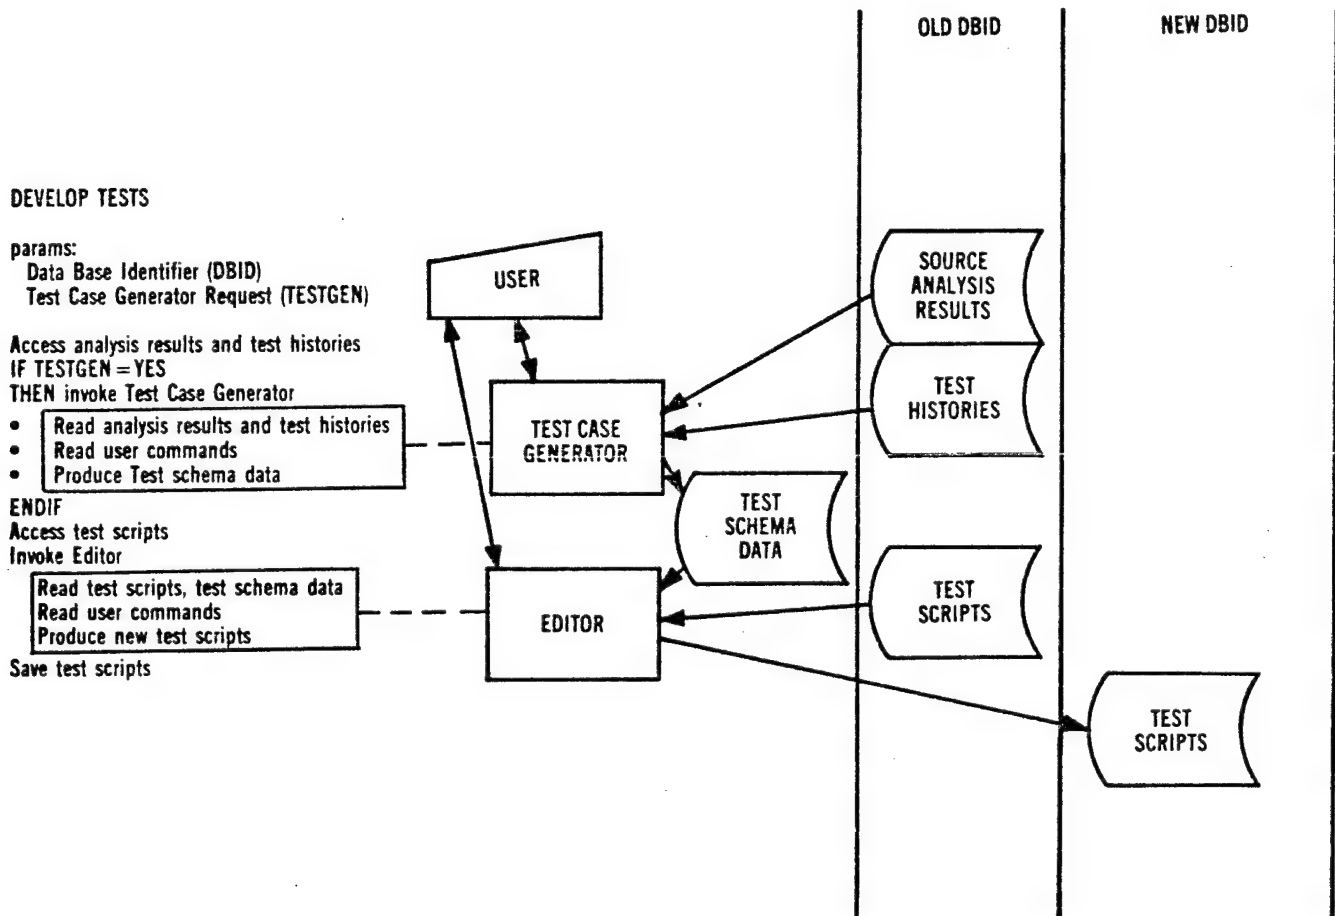 OLD DBID
NEW DBID
DEVELOP TESTS
params:
Data Base Identifier (DBID)
Test Case Generator Request (TESTGEN)
Access analysis results and test histories
IF TESTGEN=YES
THEN invoke Test Case Generator
• Read analysis results and test histories
• Read user commands
• Produce Test schema data
ENDIF
Access test scripts
Invoke Editor
Read test scripts, test schema data
Read user commands
Produce new test scripts
Save test scripts
USER
TEST CASE
GENERATOR
EDITOR
SOURCE
ANALYSIS
RESULTS
TEST
HISTORIES
TEST
SCHEMA
DATA
TEST
SCRIPTS
TEST
SCRIPTS